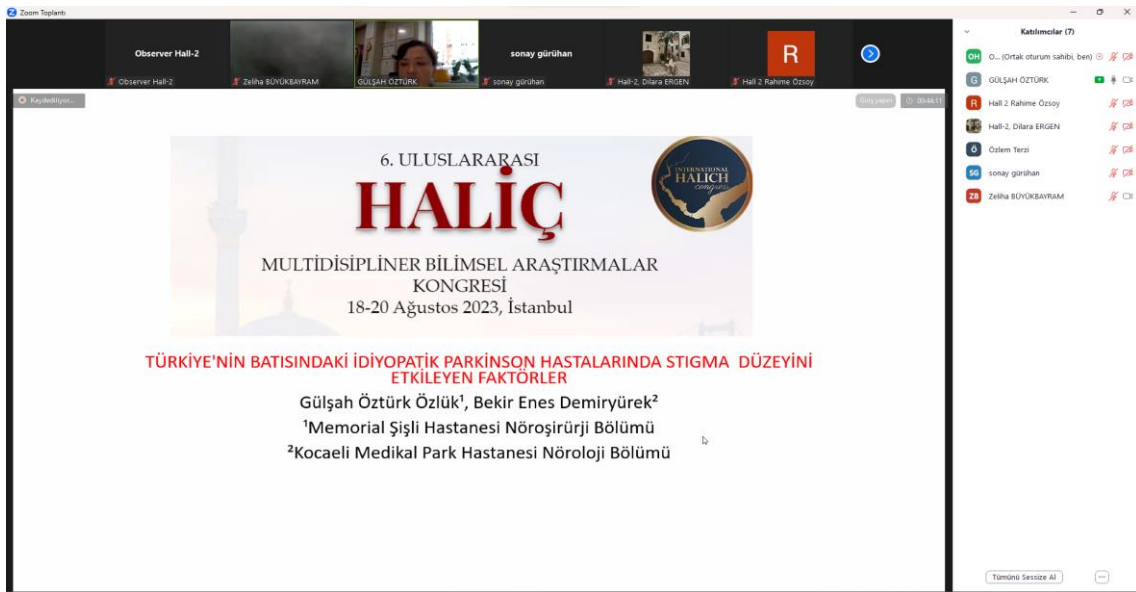 Zoom Toplantı
Observer Hall-2
sonay gürühan
R
Observer Hall-2
Zeliha BÜYÜKBAYRAM
GÜLŞAH ÖZTÜRK
sonay gürühan
Hall-2, Dilara ERGEN
Hall 2 Rahime Özsoy
Kaydediliyor...
Giriş yapın
00:44:11
6. ULUSLARARASI
HALİÇ
INTERNATIONAL
HALICH
congress
MULTİDİSİPLİNER BİLİMSEL ARAŞTIRMALAR
KONGRESİ
18-20 Ağustos 2023, İstanbul
TÜRKİYE'NİN BATISINDAKİ İDİYOPATİK PARKİNSON HASTALARINDA STIGMA DÜZEYİNİ
ETKİLEYEN FAKTÖRLER
Gülşah Öztürk Özlük¹, Bekir Enes Demiryürek²
¹Memorial Şişli Hastanesi Nöroşirürji Bölümü
²Kocaeli Medikal Park Hastanesi Nöroloji Bölümü
Katılımcılar (7)
OH O... (Ortak oturum sahibi, ben)
G GÜLŞAH ÖZTÜRK
R Hall 2 Rahime Özsoy
Hall-2, Dilara ERGEN
Ö Özlem Terzi
SG sonay gürühan
ZB Zeliha BÜYÜKBAYRAM
Tümünü Sessize Al
...